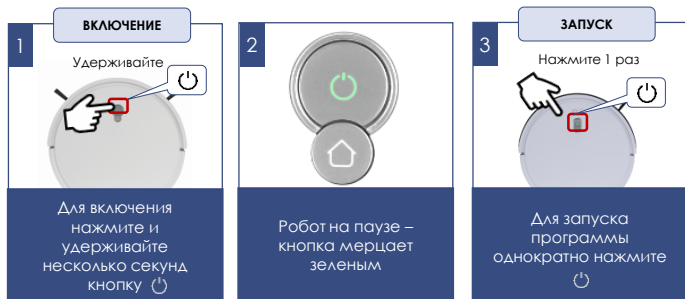 ВКЛЮЧЕНИЕ
1
Удерживайте
Для включения
нажмите и
удерживайте
несколько секунд
кнопку
2
Робот на паузе –
кнопка мерцает
зеленым
ЗАПУСК
3
Нажмите 1 раз
Для запуска
программы
однократно нажмите